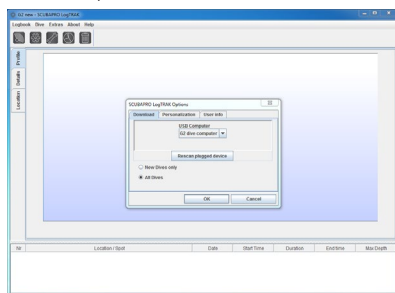 G2 new - SCUBAPRO LogTRAK
Logbook Dive Extras About Help
Profile
Details
Location
SCUBAPRO LogTRAK Options
Download Personalization User info
USD Computer
G2 dive computer
Rescan plugged device
New Dives only
All Dives
OK Cancel
Nr Location / Spot Date Start Time Duration End time Max.Depth